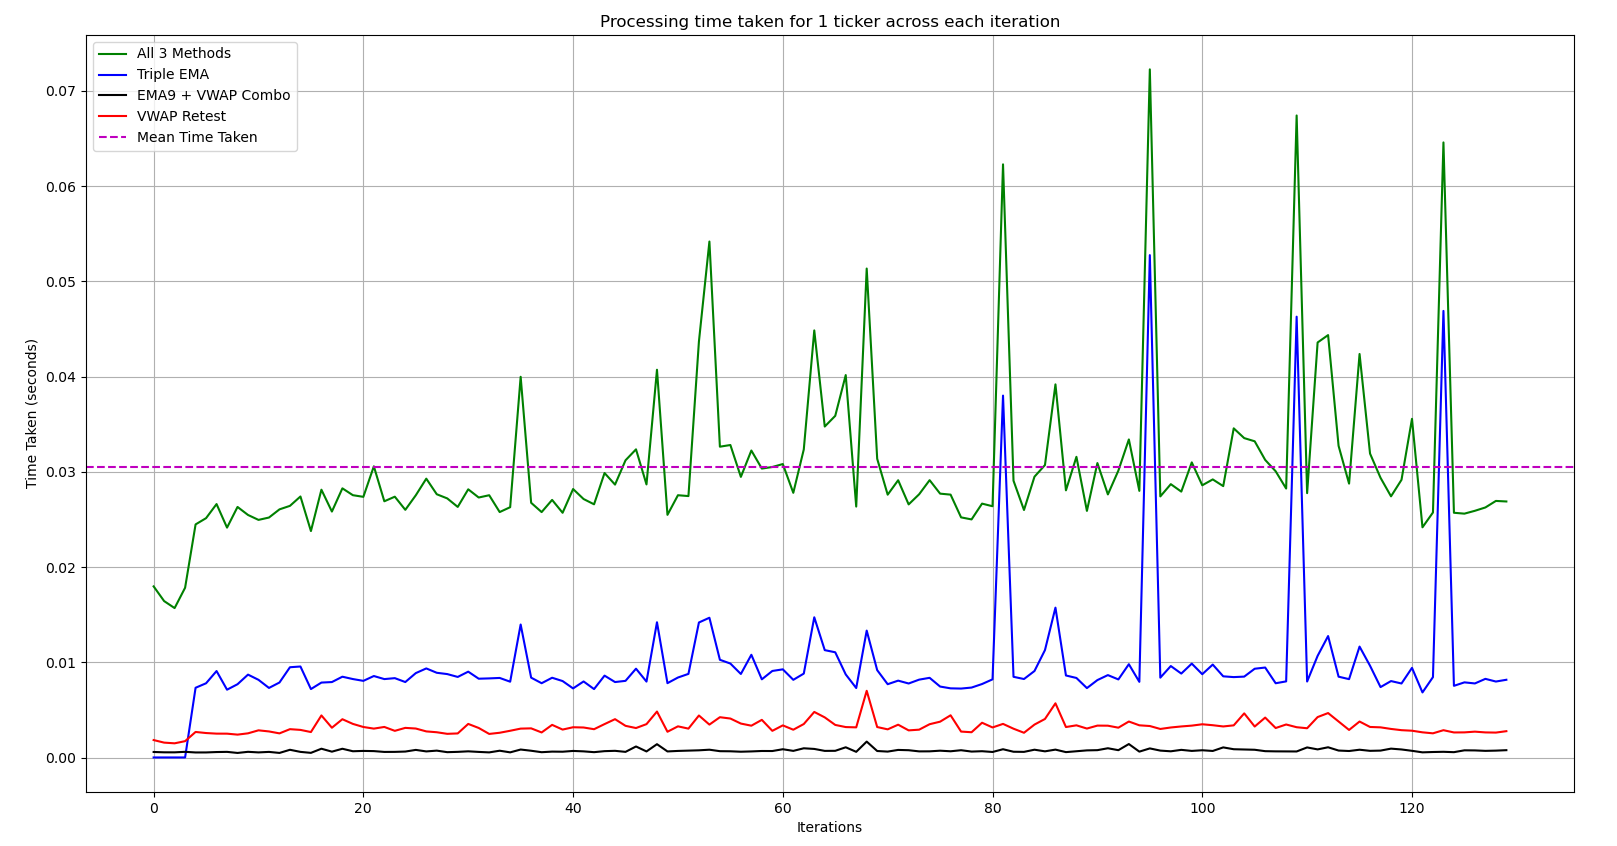 Processing time taken for 1 ticker across each iteration
All 3 Methods
Triple EMA
EMA9 + VWAP Combo
VWAP Retest
Mean Time Taken
Time Taken (seconds)
0.07
0.06
0.05
0.04
0.03
0.02
0.01
0.00
0 20 40 60 80 100 120
Iterations